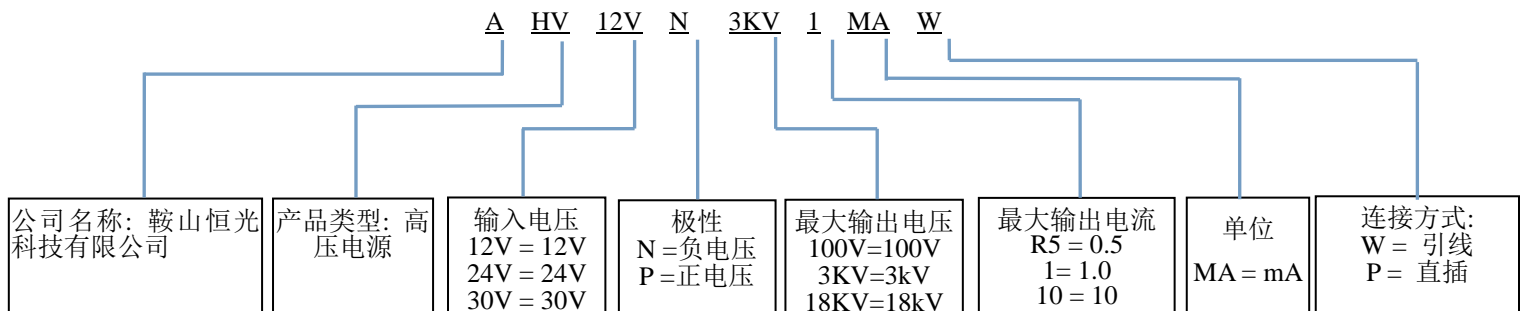 A HV 12V N 3KV 1 MA W
公司名称: 鞍山恒光
科技有限公司
产品类型: 高
压电源
输入电压
12V = 12V
24V = 24V
30V = 30V
极性
N =负电压
P =正电压
最大输出电压
100V=100V
3KV=3kV
18KV=18kV
最大输出电流
R5 = 0.5
1= 1.0
10 = 10
单位
MA = mA
连接方式:
W = 引线
P = 直插